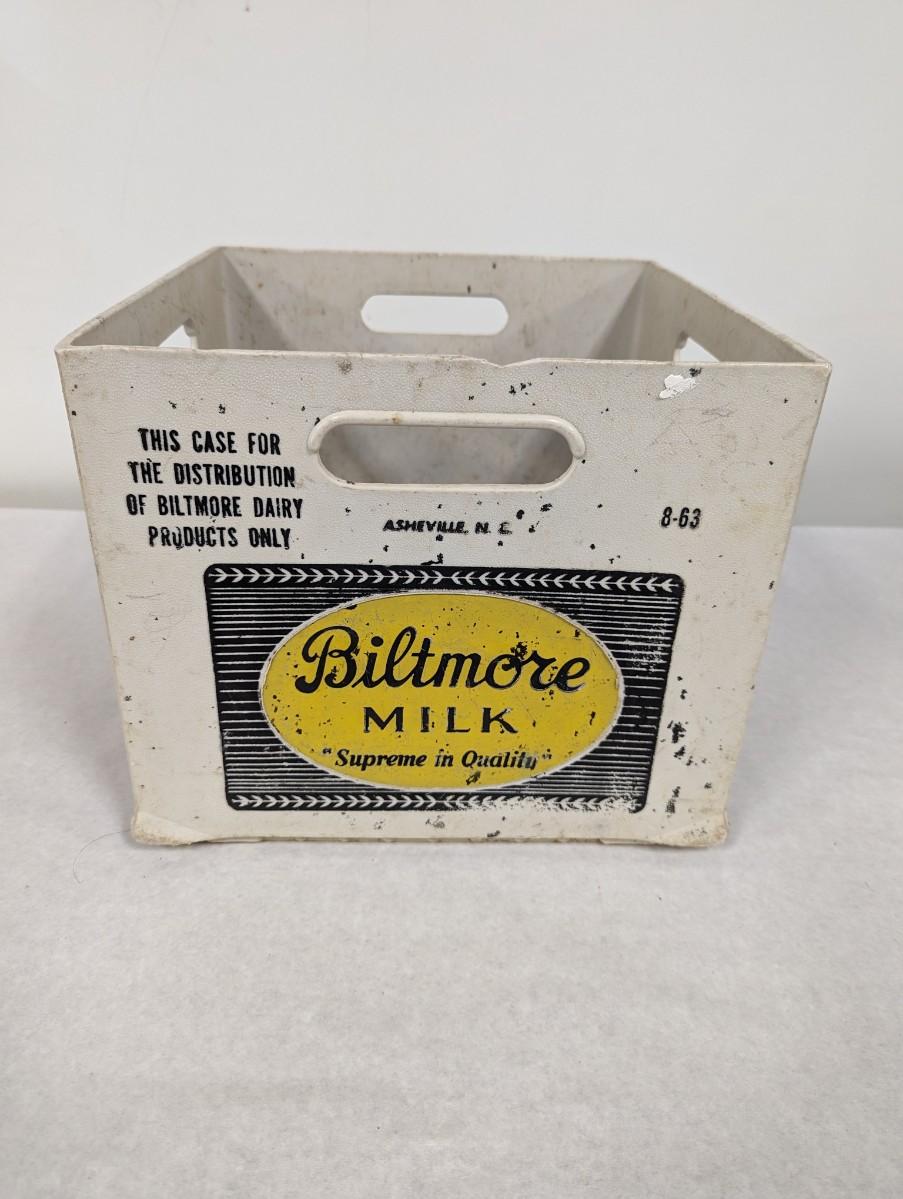 THIS CASE FOR
THE DISTRIBUTION
OF BILTMORE DAIRY
PRODUCTS ONLY
ASHEVILLE, N. C.
8-63
Biltmore
MILK
"Supreme in Quality"